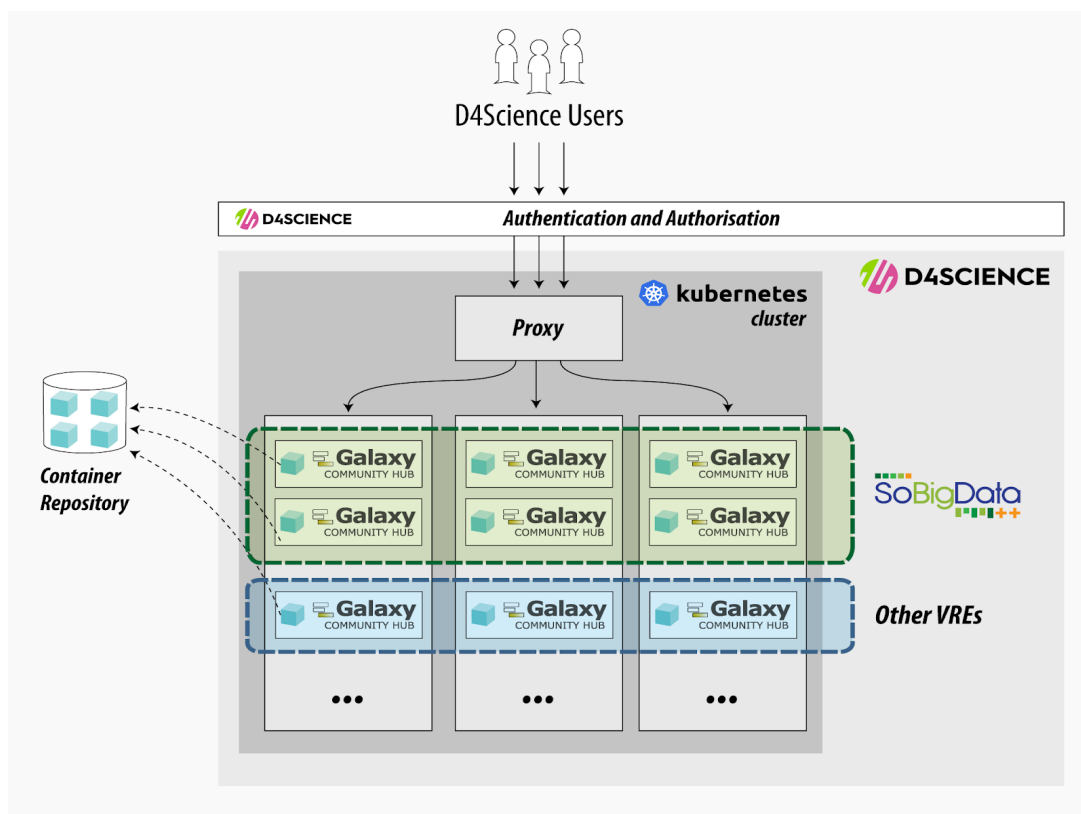 D4Science Users
D4SCIENCE
Authentication and Authorisation
D4SCIENCE
kubernetes
cluster
Proxy
Container
Repository
Galaxy
COMMUNITY HUB
Galaxy
COMMUNITY HUB
Galaxy
COMMUNITY HUB
Galaxy
COMMUNITY HUB
Galaxy
COMMUNITY HUB
Galaxy
COMMUNITY HUB
SoBigData
++
Galaxy
COMMUNITY HUB
Galaxy
COMMUNITY HUB
Galaxy
COMMUNITY HUB
Other VREs
•••
•••
•••